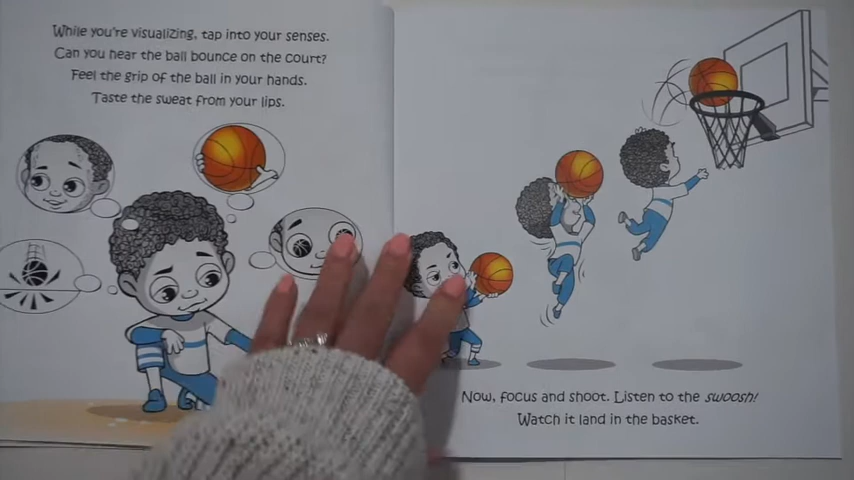 While you're visualizing, tap into your senses.
Can you hear the ball bounce on the court?
Feel the grip of the ball in your hands.
Taste the sweat from your lips.
Now, focus and shoot. Listen to the swoosh!
Watch it land in the basket.